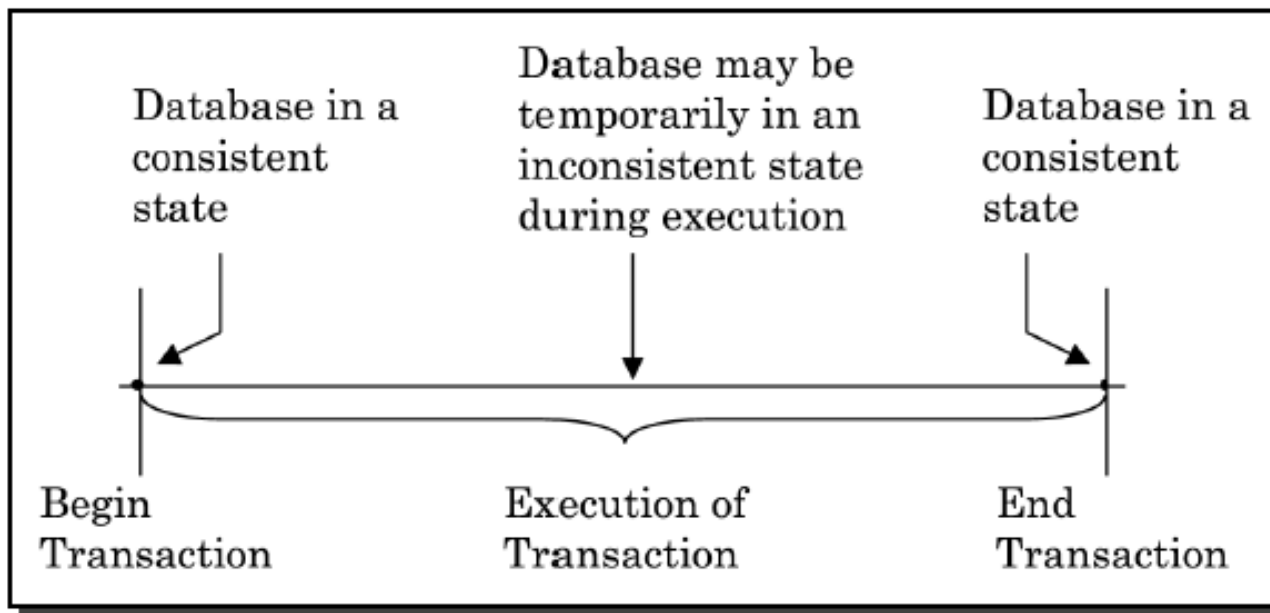 Database in a
consistent
state
Database may be
temporarily in an
inconsistent state
during execution
Database in a
consistent
state
Begin
Transaction
Execution of
Transaction
End
Transaction